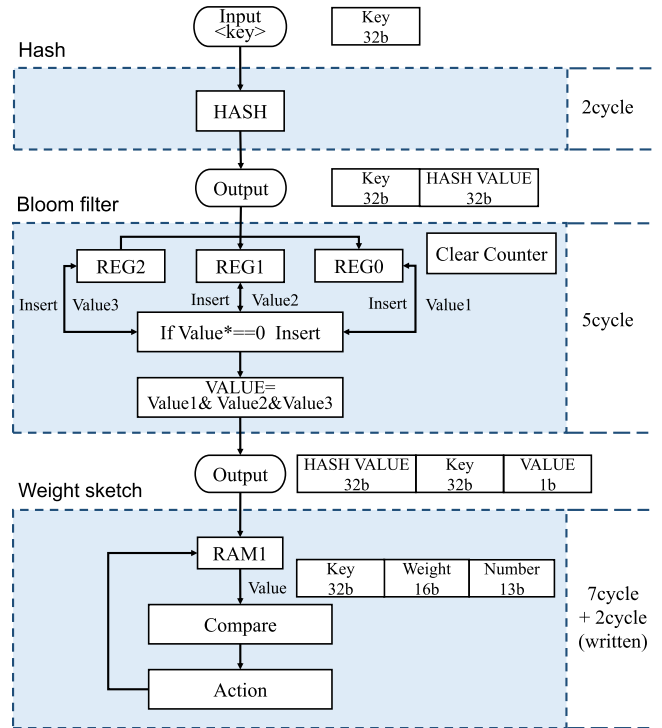 Input
<key>
Key
32b
Hash
HASH
2cycle
Output
Key
32b
HASH VALUE
32b
Bloom filter
REG2
REG1
REG0
Clear Counter
Insert
Value3
Insert
Value2
Insert
Value1
If Value*==0 Insert
5cycle
VALUE=
Value1& Value2&Value3
Output
HASH VALUE
32b
Key
32b
VALUE
1b
Weight sketch
RAM1
Value
Key
32b
Weight
16b
Number
13b
Compare
Action
7cycle
+ 2cycle
(written)